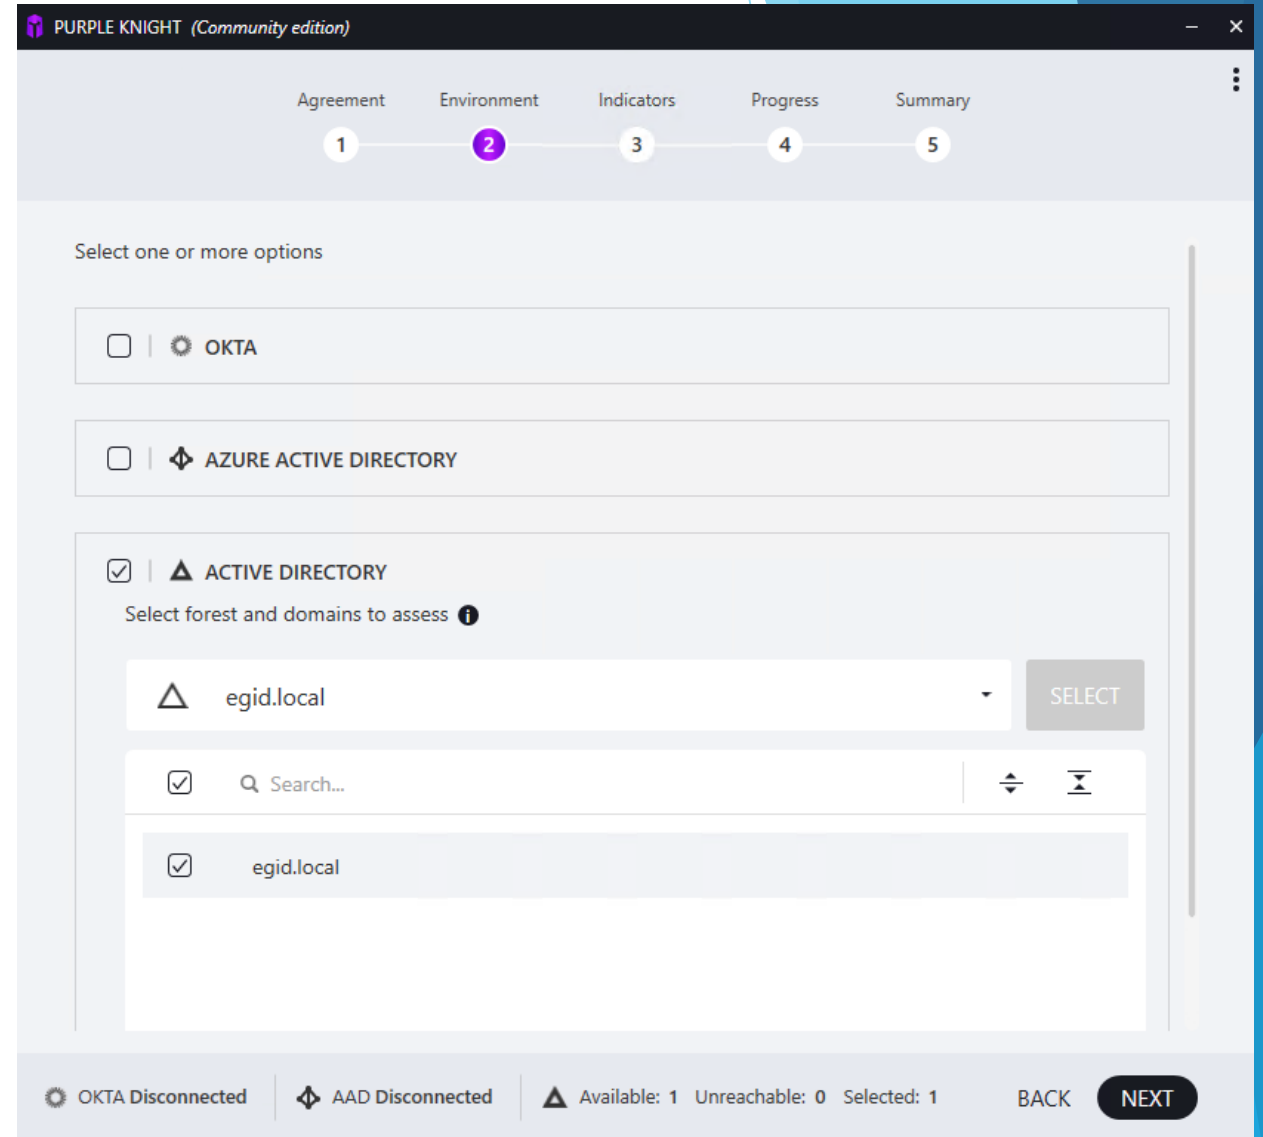 PURPLE KNIGHT (Community edition)
Agreement Environment Indicators Progress Summary
1 2 3 4 5
Select one or more options
OKTA
AZURE ACTIVE DIRECTORY
ACTIVE DIRECTORY
Select forest and domains to assess
egid.local SELECT
Search...
egid.local
OKTA Disconnected AAD Disconnected Available: 1 Unreachable: 0 Selected: 1 BACK NEXT